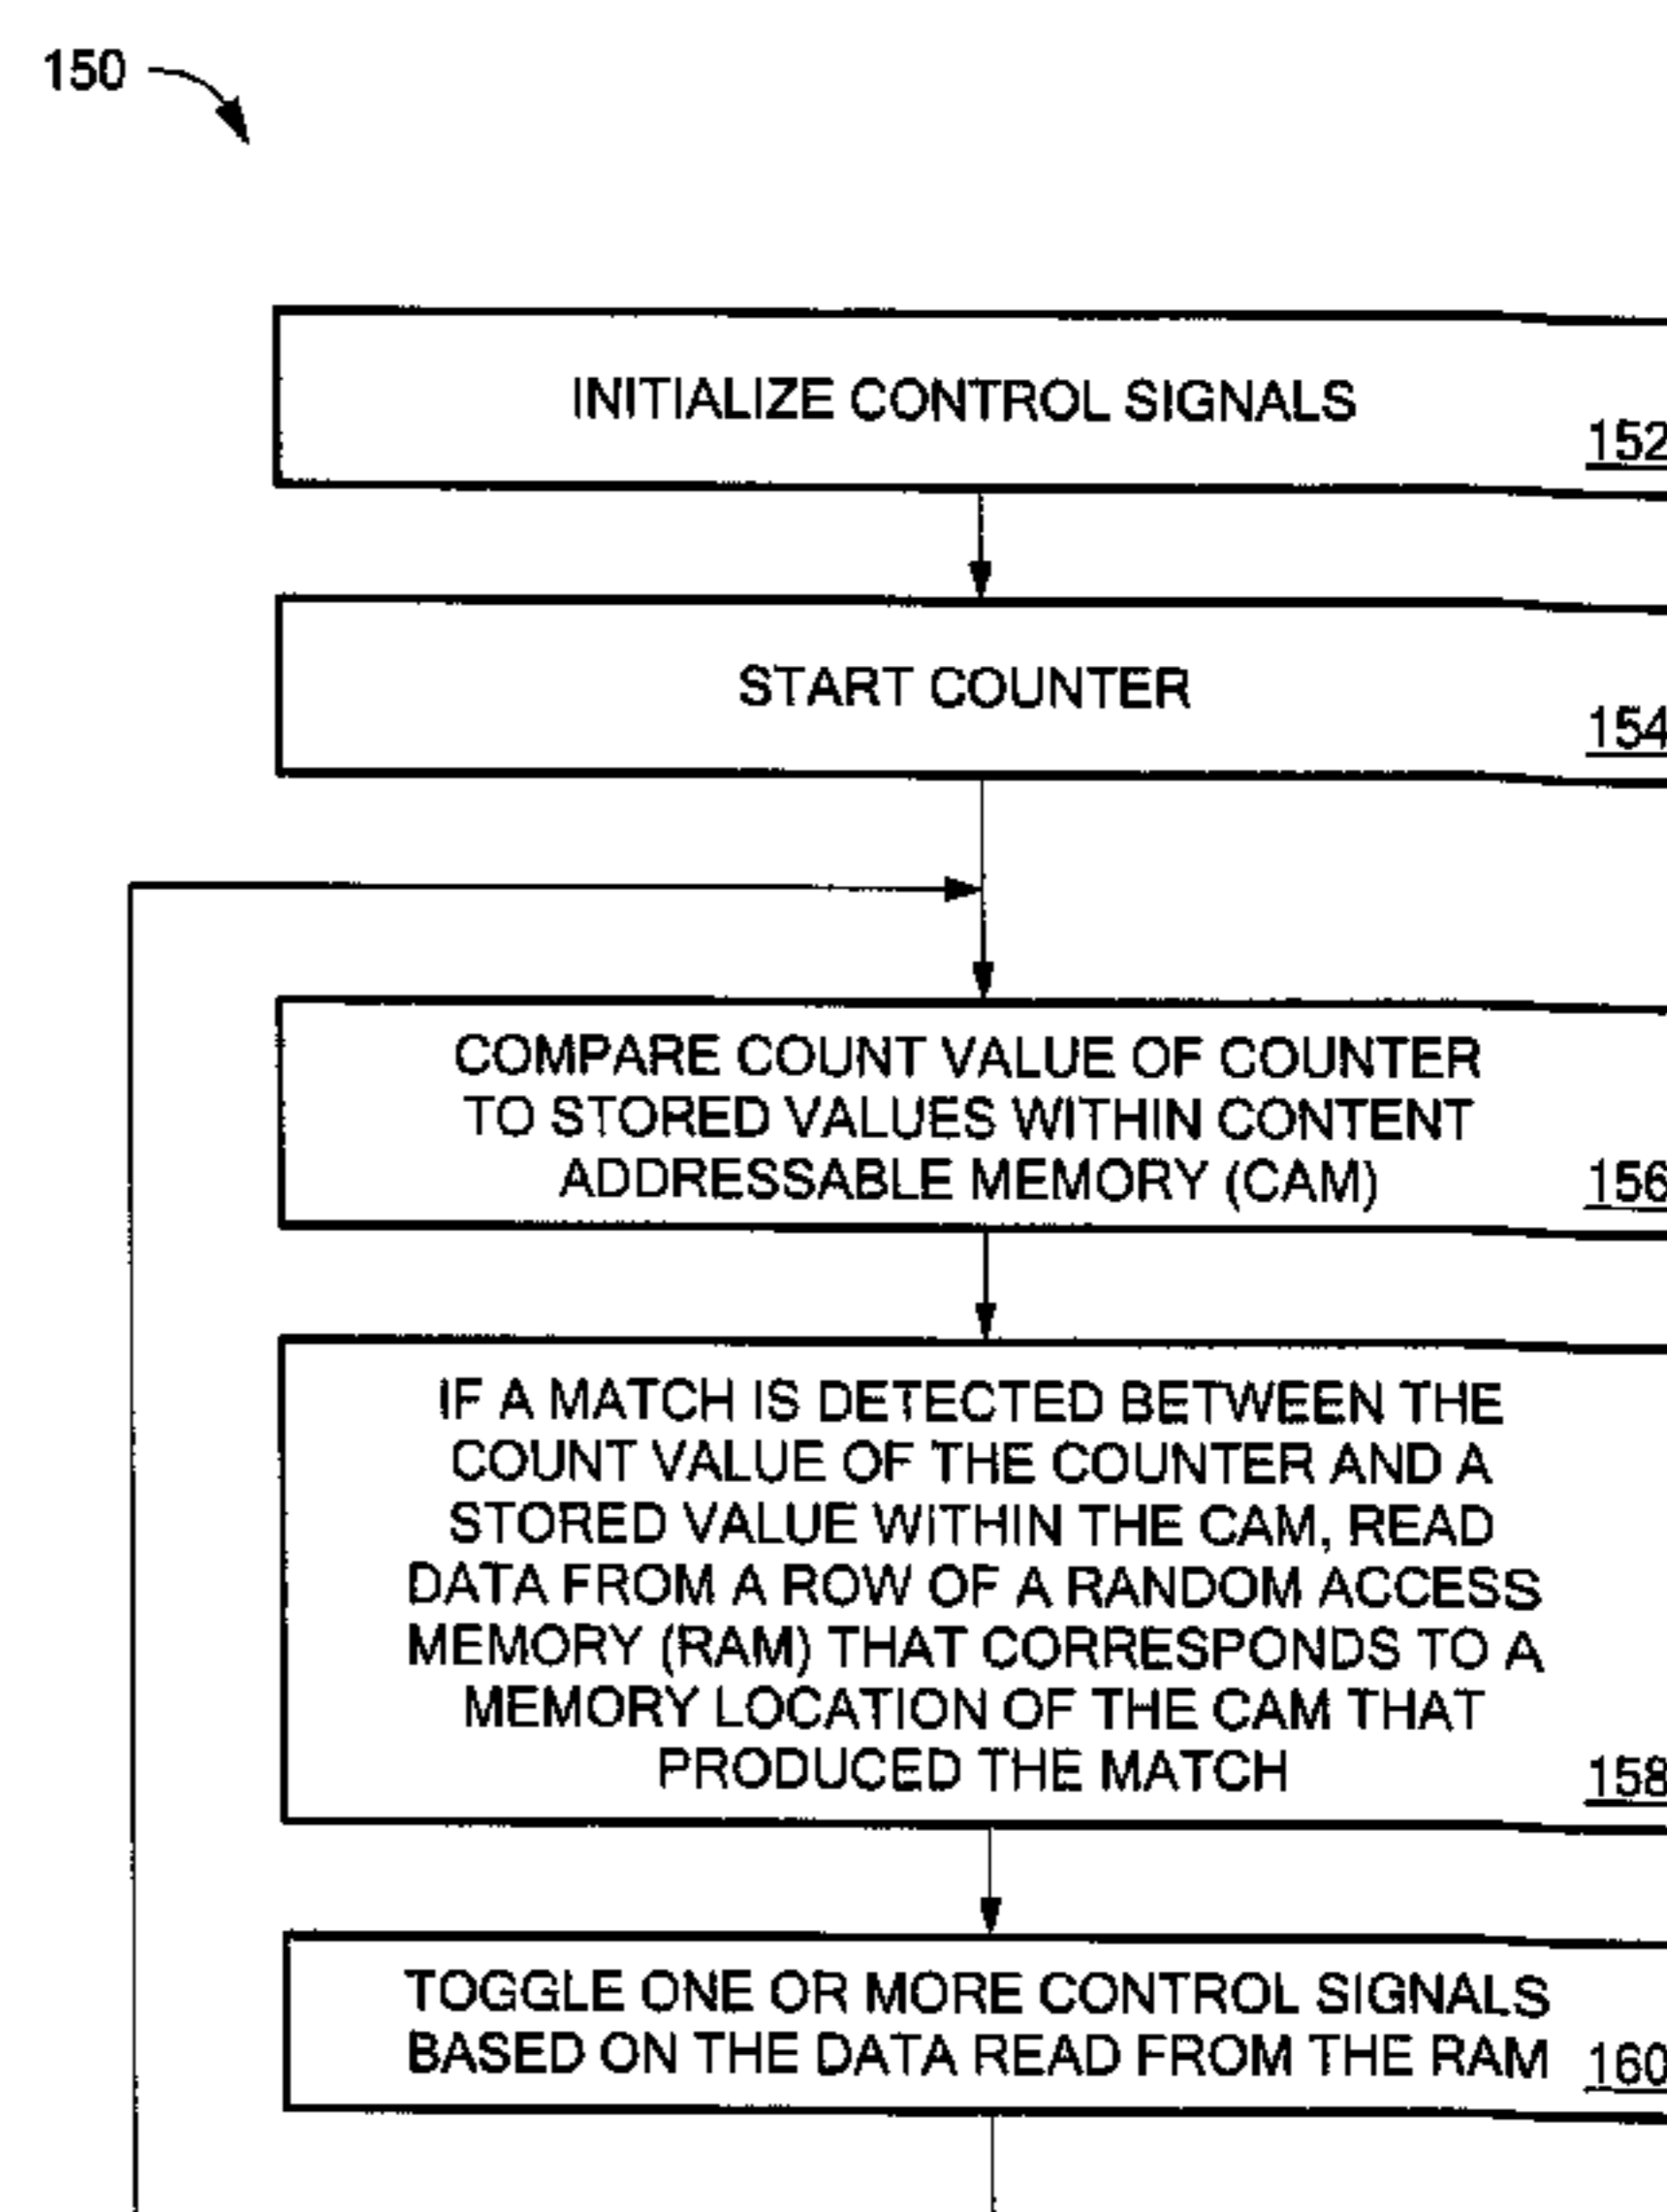 150
INITIALIZE CONTROL SIGNALS
152
START COUNTER
154
COMPARE COUNT VALUE OF COUNTER
TO STORED VALUES WITHIN CONTENT
ADDRESSABLE MEMORY (CAM)
156
IF A MATCH IS DETECTED BETWEEN THE
COUNT VALUE OF THE COUNTER AND A
STORED VALUE WITHIN THE CAM, READ
DATA FROM A ROW OF A RANDOM ACCESS
MEMORY (RAM) THAT CORRESPONDS TO A
MEMORY LOCATION OF THE CAM THAT
PRODUCED THE MATCH
158
TOGGLE ONE OR MORE CONTROL SIGNALS
BASED ON THE DATA READ FROM THE RAM
160